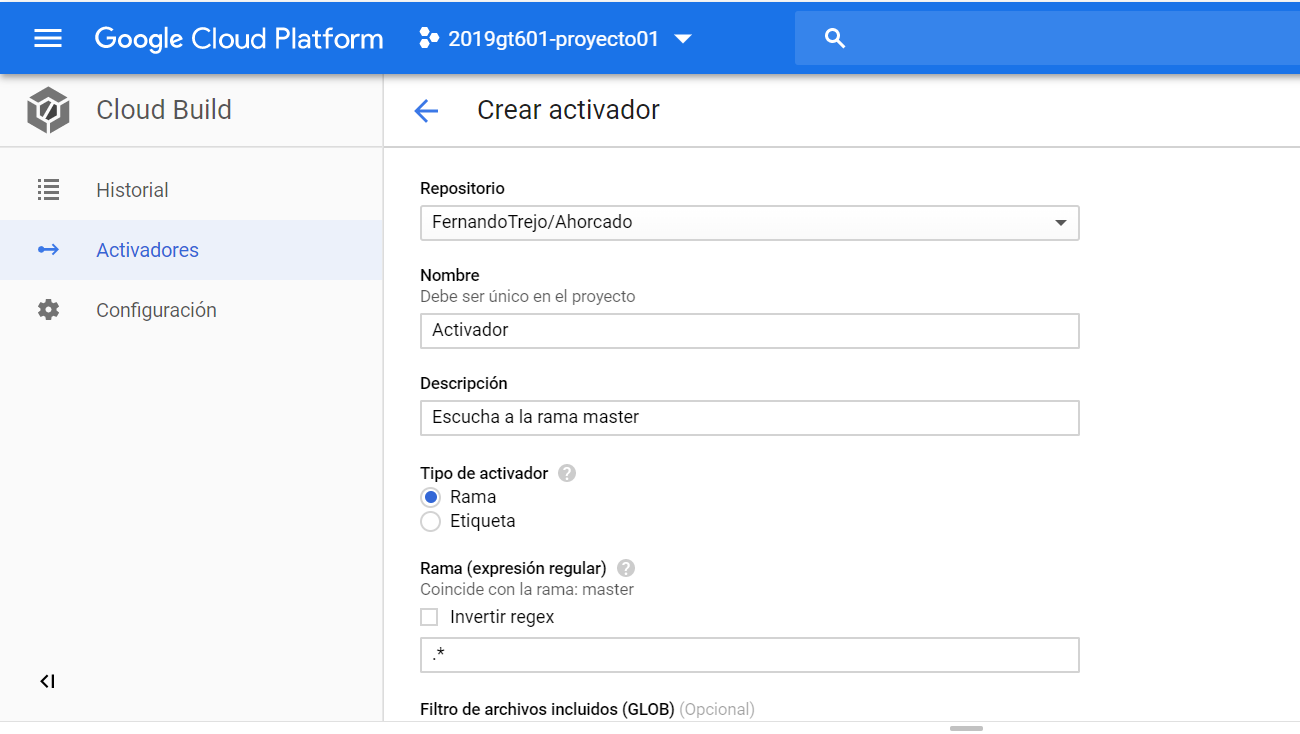 Google Cloud Platform
2019gt601-proyecto01
Cloud Build
Crear activador
Historial
Activadores
Configuración
Repositorio
FernandoTrejo/Ahorcado
Nombre
Debe ser único en el proyecto
Activador
Descripción
Escucha a la rama master
Tipo de activador
Rama
Etiqueta
Rama (expresión regular)
Coincide con la rama: master
Invertir regex
.*
Filtro de archivos incluidos (GLOB) (Opcional)